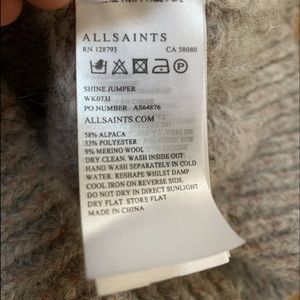 ALLSAINTS
RN 128793 CA 58080
SHINE JUMPER
WK073J
PO NUMBER. AS64876
ALLSAINTS.COM
58% ALPACA
33% POLYESTER
9% MERINO WOOL
DRY CLEAN. WASH INSIDE OUT
HAND WASH SEPARATELY IN COLD
WATER. RESHAPE WHILST DAMP
COOL IRON ON REVERSE SIDE.
DO NOT DRY IN DIRECT SUNLIGHT
DRY FLAT STORE FLAT
MADE IN CHINA